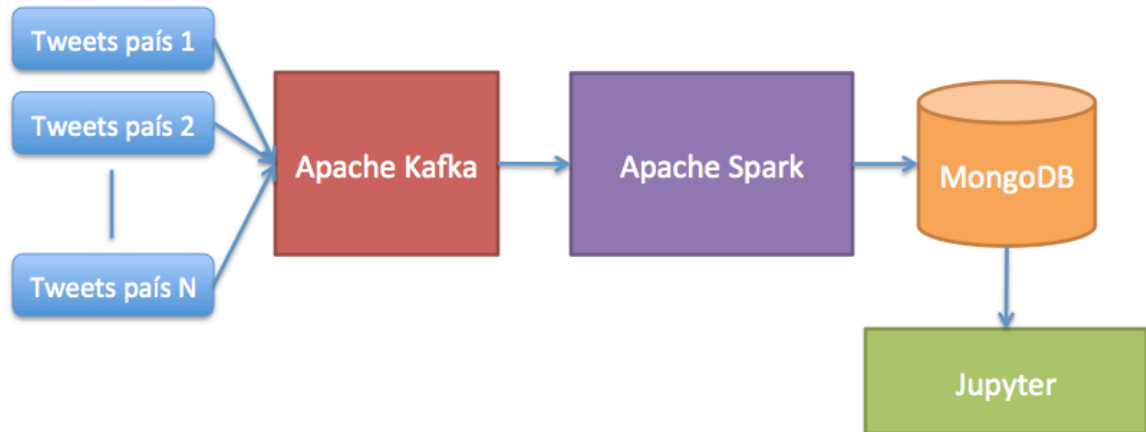 Tweets país 1
Tweets país 2
Tweets país N
Apache Kafka
Apache Spark
MongoDB
Jupyter